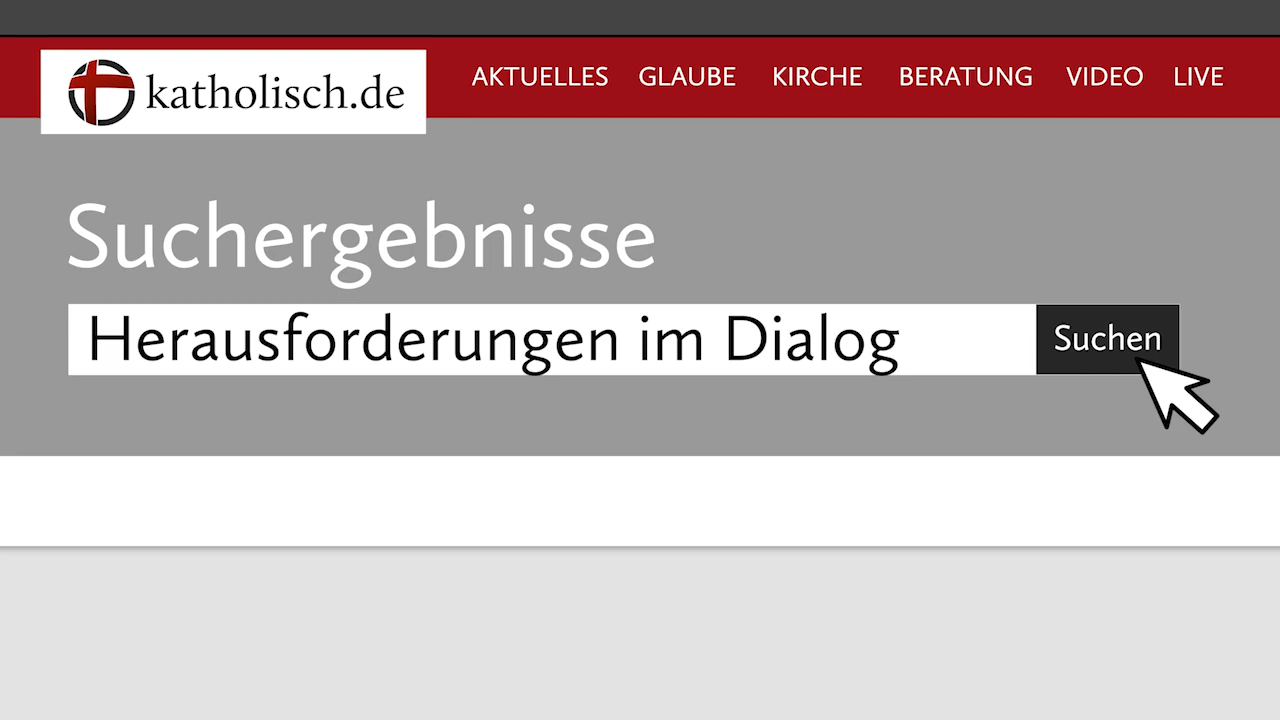 katholisch.de
AKTUELLES GLAUBE KIRCHE BERATUNG VIDEO LIVE
Suchergebnisse
Herausforderungen im Dialog
Suchen